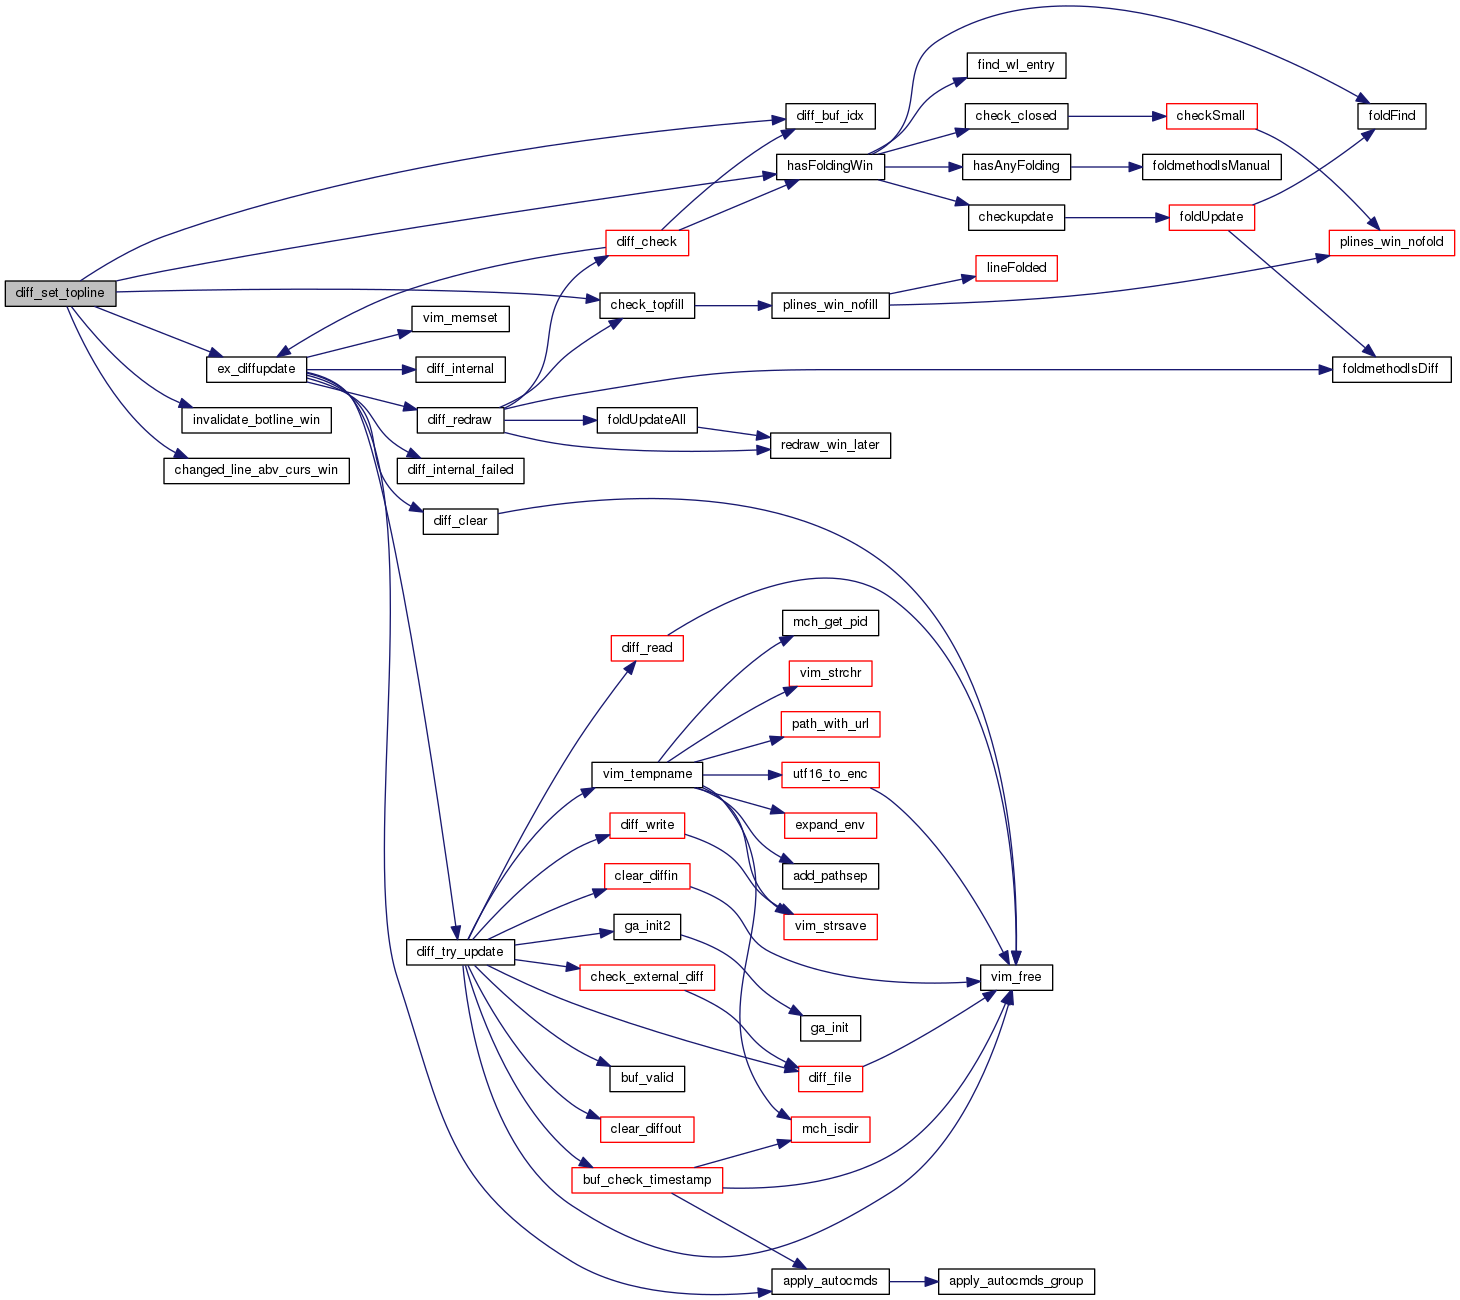 find_wl_entry
diff_buf_idx
check_closed
checkSmall
foldFind
hasFoldingWin
hasAnyFolding
foldmethodIsManual
checkupdate
foldUpdate
diff_check
plines_win_nofold
lineFolded
diff_set_topline
check_topfill
plines_win_nofill
vim_memset
ex_diffupdate
diff_internal
foldmethodIsDiff
invalidate_botline_win
diff_redraw
foldUpdateAll
redraw_win_later
changed_line_abv_curs_win
diff_internal_failed
diff_clear
mch_get_pid
diff_read
vim_strchr
path_with_url
vim_tempname
utf16_to_enc
diff_write
expand_env
clear_diffin
add_pathsep
ga_init2
vim_strsave
diff_try_update
check_external_diff
vim_free
ga_init
buf_valid
diff_file
clear_diffout
mch_isdir
buf_check_timestamp
apply_autocmds
apply_autocmds_group